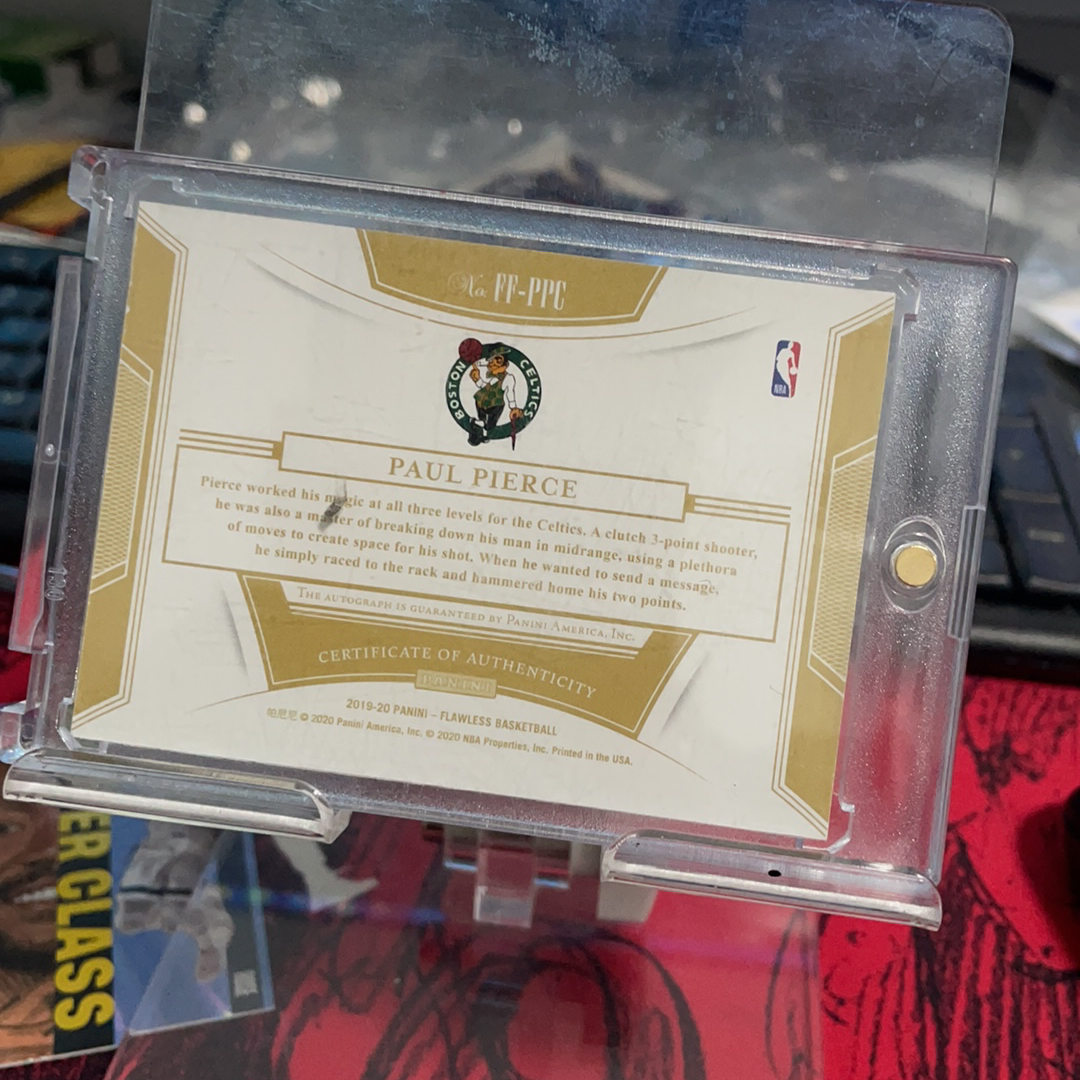 No. FF-PPC
BOSTON CELTICS
NBA
PAUL PIERCE
Pierce worked his magic at all three levels for the Celtics. A clutch 3-point shooter,
he was also a master of breaking down his man in midrange, using a plethora
of moves to create space for his shot. When he wanted to send a message,
he simply raced to the rack and hammered home his two points.
THE AUTOGRAPH IS GUARANTEED BY PANINI AMERICA, INC.
CERTIFICATE OF AUTHENTICITY
PANINI
2019-20 PANINI – FLAWLESS BASKETBALL
帕尼尼 © 2020 Panini America, Inc. © 2020 NBA Properties, Inc. Printed in the USA.
130
ER GLASS